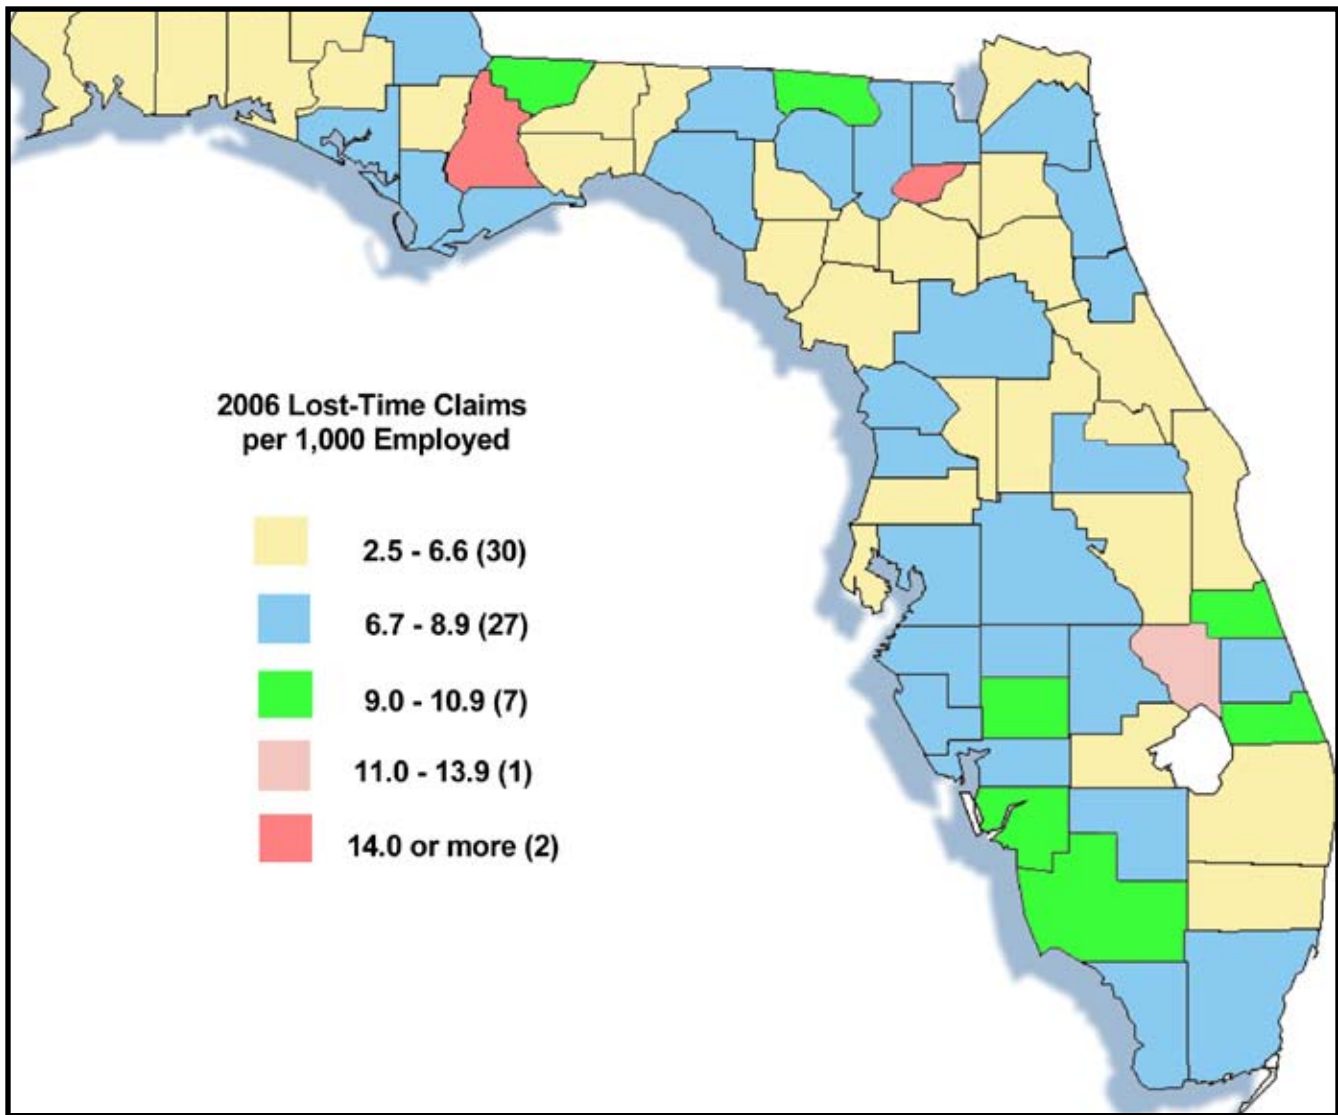 2006 Lost-Time Claims
per 1,000 Employed
2.5 - 6.6 (30)
6.7 - 8.9 (27)
9.0 - 10.9 (7)
11.0 - 13.9 (1)
14.0 or more (2)